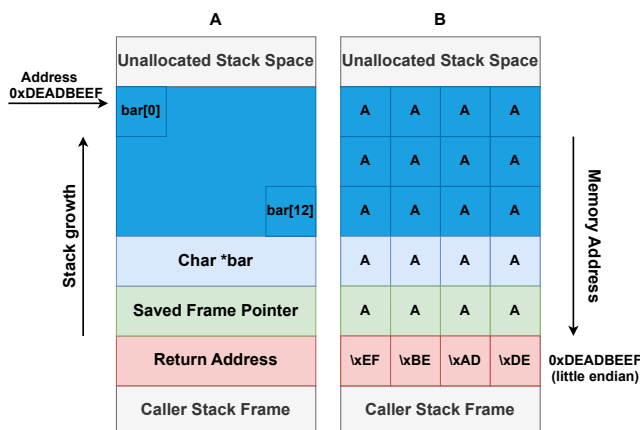 A
B
Unallocated Stack Space
Unallocated Stack Space
Address
0xDEADBEEF
bar[0]
A A A A
A A A A
bar[12]
A A A A
Stack growth
Memory Address
Char *bar
A A A A
Saved Frame Pointer
A A A A
Return Address
\xEF \xBE \xAD \xDE
0xDEADBEEF
(little endian)
Caller Stack Frame
Caller Stack Frame